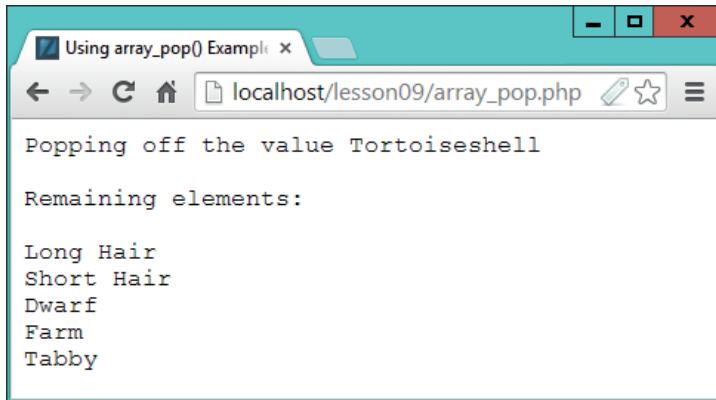 Using array_pop() Example
localhost/lesson09/array_pop.php
Popping off the value Tortoiseshell
Remaining elements:
Long Hair
Short Hair
Dwarf
Farm
Tabby